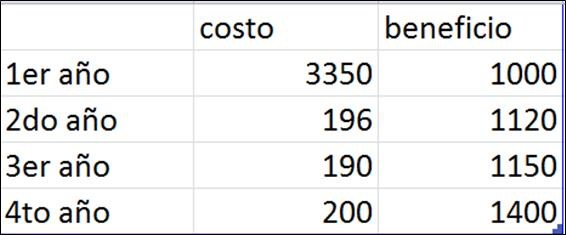 costo beneficio
1er año 3350 1000
2do año 196 1120
3er año 190 1150
4to año 200 1400